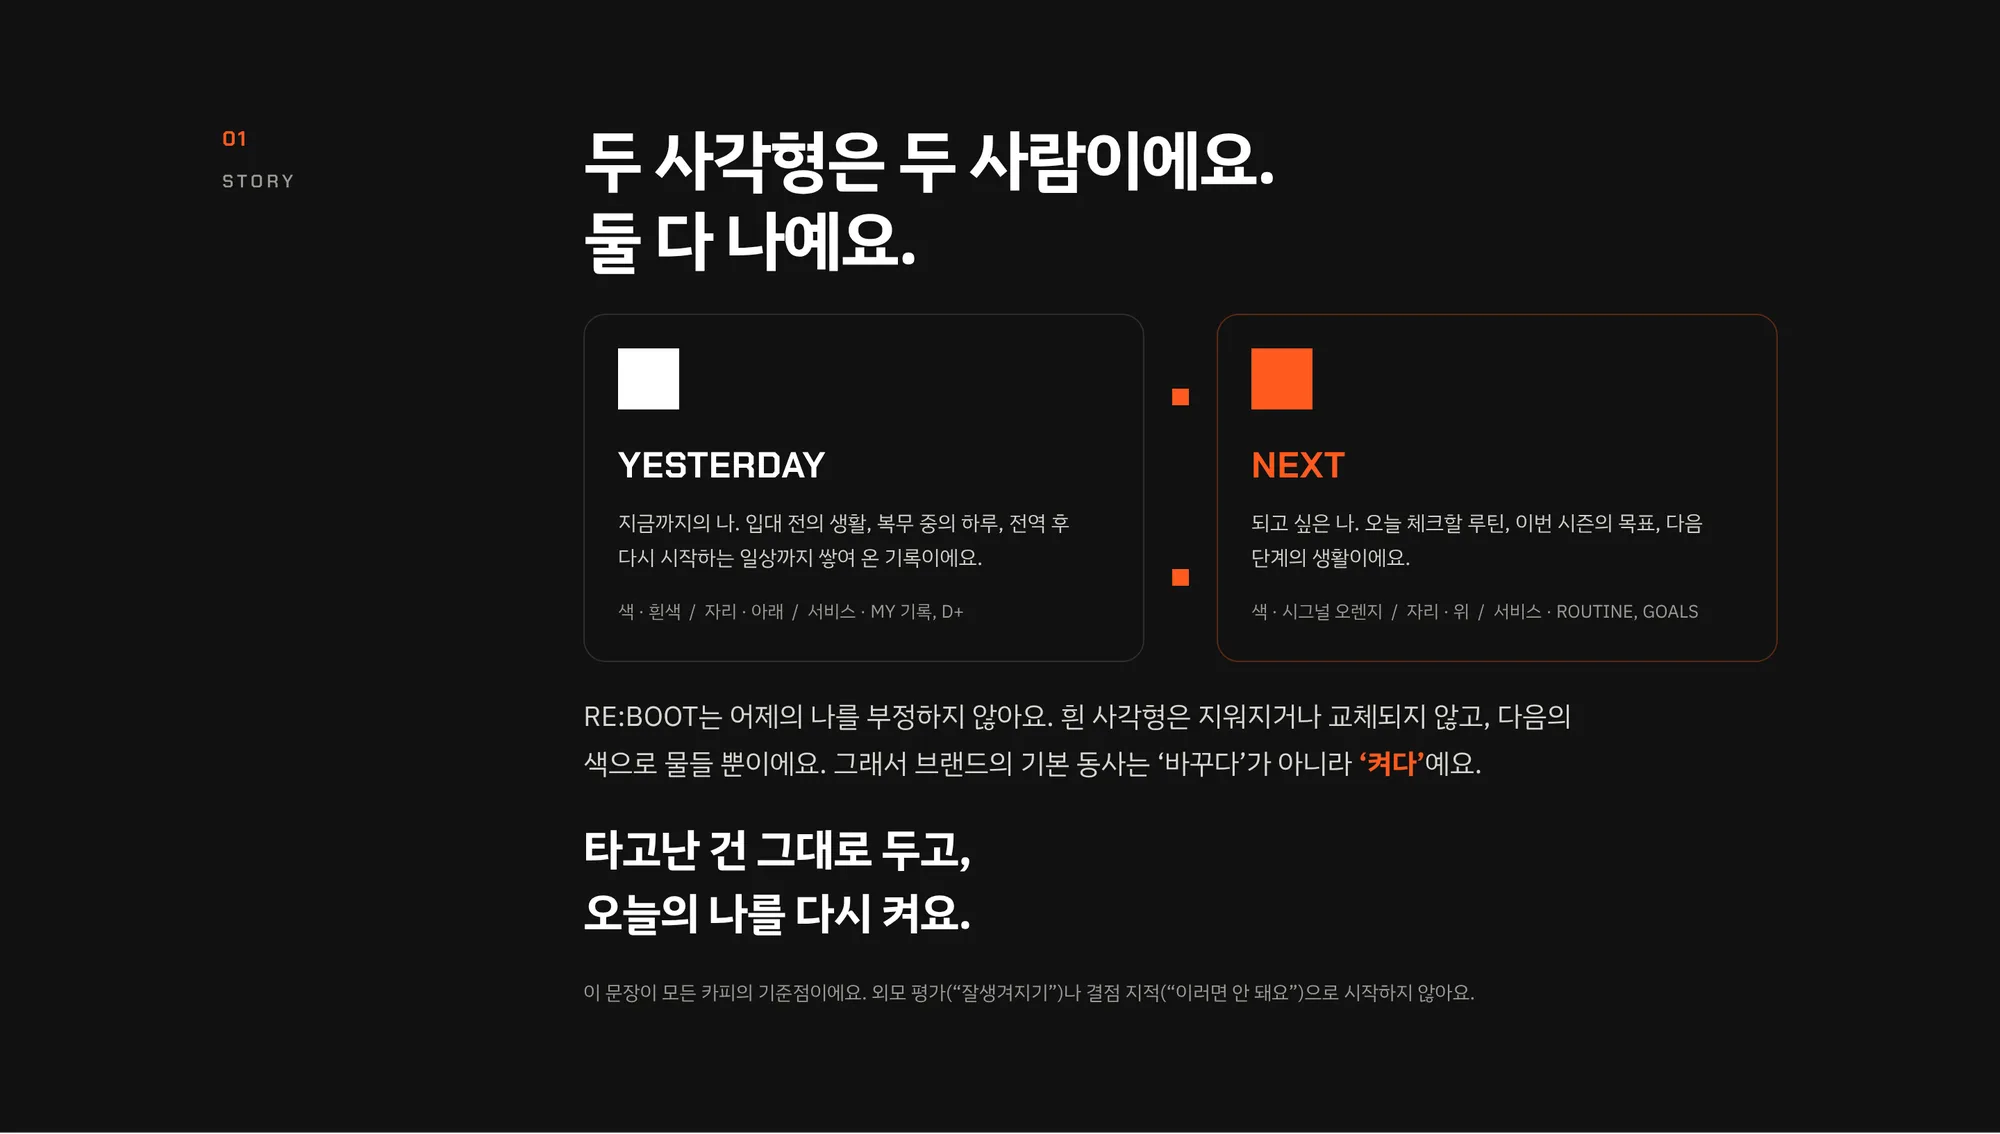 01
STORY
두 사각형은 두 사람이에요.
둘 다 나예요.
YESTERDAY
지금까지의 나. 입대 전의 생활, 복무 중의 하루, 전역 후
다시 시작하는 일상까지 쌓여 온 기록이에요.
색 · 흰색 / 자리 · 아래 / 서비스 · MY 기록, D+
NEXT
되고 싶은 나. 오늘 체크할 루틴, 이번 시즌의 목표, 다음
단계의 생활이에요.
색 · 시그널 오렌지 / 자리 · 위 / 서비스 · ROUTINE, GOALS
RE:BOOT는 어제의 나를 부정하지 않아요. 흰 사각형은 지워지거나 교체되지 않고, 다음의
색으로 물들 뿐이에요. 그래서 브랜드의 기본 동사는 ‘바꾸다’가 아니라 ‘켜다’예요.
타고난 건 그대로 두고,
오늘의 나를 다시 켜요.
이 문장이 모든 카피의 기준점이에요. 외모 평가(“잘생겨지기”)나 결점 지적(“이러면 안 돼요”)으로 시작하지 않아요.